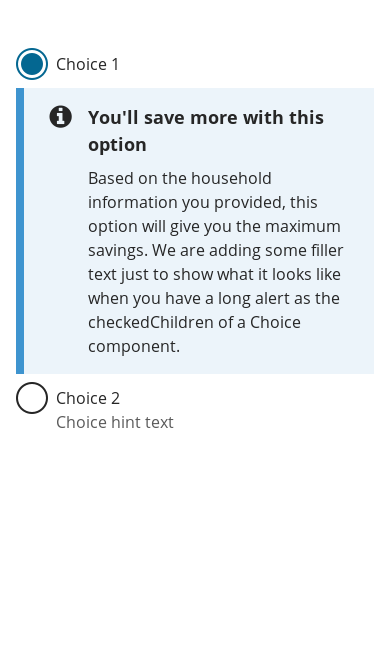 Choice 1
You'll save more with this
option
Based on the household
information you provided, this
option will give you the maximum
savings. We are adding some filler
text just to show what it looks like
when you have a long alert as the
checkedChildren of a Choice
component.
Choice 2
Choice hint text